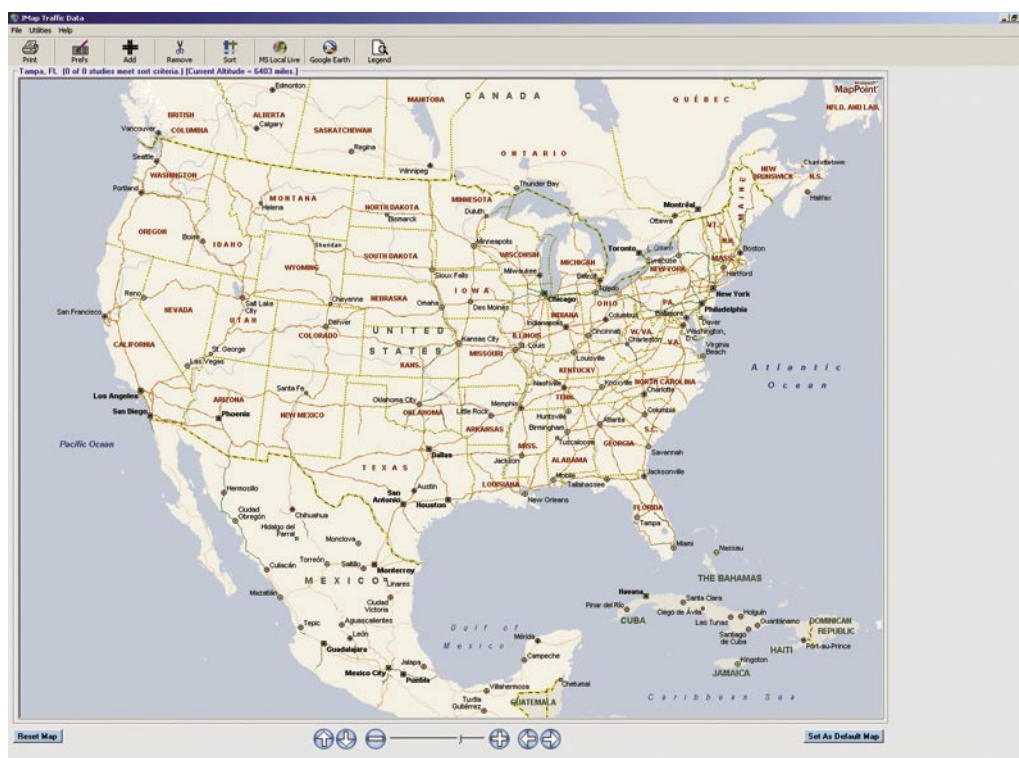 JMap Traffic Data
File Utilities Help
Print Prefs Add Remove Sort MS Local Live Google Earth Legend
Tampa, FL [0 of 0 studies meet sort criteria.] [Current Altitude = 6403 miles.]
Edmonton
MANITOBA
CANADA
QUÉBEC
MapPoint
NFLD. AND LAB.
BRITISH COLUMBIA
ALBERTA
Calgary
SASKATCHEWAN
Vancouver
Regina
Winnipeg
ONTARIO
Seattle
WASHINGTON
Thunder Bay
NEW BRUNSWICK
Charlottetown
N.S.
Halifax
MAINE
Portland
MONTANA
Helena
NORTH DAKOTA
Bismarck
MINNESOTA
Duluth
Montréal
Ottawa
VT.
N.H.
OREGON
Boise
IDAHO
Sheridan
Minneapolis
WISCONSIN
Toronto
L. Ontario
Syracuse
Boston
MASS.
WYOMING
SOUTH DAKOTA
Sioux Falls
Milwaukee
MICHIGAN
Detroit
NEW YORK
Hartford
Reno
NEVADA
Salt Lake City
UTAH
Cheyenne
NEBRASKA
Omaha
IOWA
Des Moines
Chicago
Toledo
OHIO
PA.
New York
Philadelphia
San Francisco
Denver
COLORADO
UNITED STATES
INDIANA
Indianapolis
Columbus
Baltimore
Dover
Washington, D.C.
CALIFORNIA
St. George
Las Vegas
KANS.
Kansas City
MISSOURI
ILLINOIS
St. Louis
Cincinnati
W. VA.
Charleston
VA.
Virginia Beach
Louisville
KENTUCKY
Atlantic Ocean
Los Angeles
San Diego
ARIZONA
Phoenix
Santa Fe
NEW MEXICO
Oklahoma City
OKLAHOMA
Little Rock
ARKANSAS
Memphis
Nashville
TENN.
Knoxville
NORTH CAROLINA
Charlotte
Huntsville
Birmingham
Tuscaloosa
Atlanta
Columbia
S.C.
GEORGIA
Savannah
Pacific Ocean
TEXAS
Dallas
Jackson
MISS.
ALABAMA
LOUISIANA
Mobile
Tallahassee
Jacksonville
Austin
San Antonio
Houston
New Orleans
FLORIDA
Tampa
Miami
Hermosillo
Ciudad Obregón
Chihuahua
Hidalgo del Parral
Monclova
Nassau
THE BAHAMAS
Culiacán
Torreón
Saltillo
Monterrey
MEXICO
Linares
Mazatlán
Ciudad Victoria
Havana
Pinar del Río
CUBA
Santa Clara
Ciego de Ávila
Las Tunas
Holguín
Guantánamo
Santiago de Cuba
DOMINICAN REPUBLIC
HAITI
Port-au-Prince
Tepic
Aguascalientes
León
Guadalajara
Gulf of Mexico
Mérida
Campeche
Kingston
JAMAICA
Mexico City
Jalapa
Puebla
Villahermosa
Chetumal
Tuxtla Gutiérrez
GUATEMALA
Caribbean Sea
Reset Map
Set As Default Map